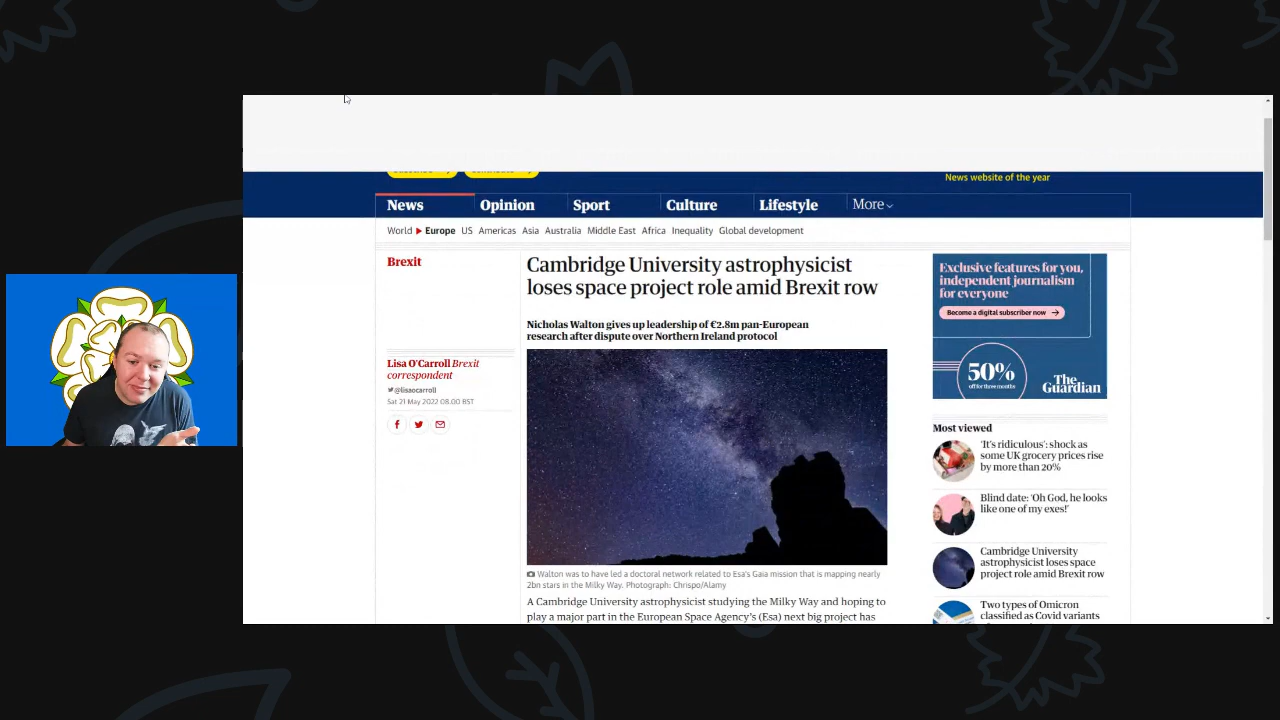 News website of the year
News
Opinion
Sport
Culture
Lifestyle
More
World
Europe
US
Americas
Asia
Australia
Middle East
Africa
Inequality
Global development
Brexit
Cambridge University astrophysicist
loses space project role amid Brexit row
Nicholas Walton gives up leadership of €2.8m pan-European
research after dispute over Northern Ireland protocol
Lisa O'Carroll Brexit
correspondent
@lisaocarroll
Sat 21 May 2022 08.00 BST
Walton was to have led a doctoral network related to Esa's Gaia mission that is mapping nearly
2bn stars in the Milky Way. Photograph: Chrispo/Alamy
A Cambridge University astrophysicist studying the Milky Way and hoping to
play a major part in the European Space Agency's (Esa) next big project has
Exclusive features for you,
independent journalism
for everyone
Become a digital subscriber now
50%
off for three months
The
Guardian
Most viewed
'It's ridiculous': shock as
some UK grocery prices rise
by more than 20%
Blind date: 'Oh God, he looks
like one of my exes!'
Cambridge University
astrophysicist loses space
project role amid Brexit row
Two types of Omicron
classified as Covid variants